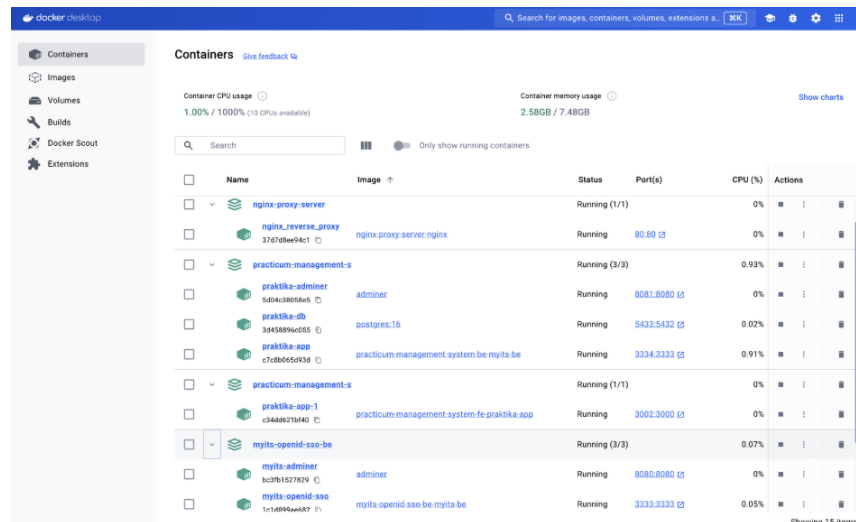 docker desktop
Search for images, containers, volumes, extensions a.. ⌘K
Containers
Images
Volumes
Builds
Docker Scout
Extensions
Containers Give feedback
Container CPU usage
1.00% / 1000% (10 CPUs available)
Container memory usage
2.58GB / 7.48GB
Show charts
Search
Only show running containers
Name Image ↑ Status Port(s) CPU (%) Actions
nginx-proxy-server Running (1/1) 0%
nginx_reverse_proxy
37d7d8ee94c1
nginx-proxy-server-nginx Running 80:80 0%
practicum-management-s Running (3/3) 0.93%
praktika-adminer
5d04c38058e5
adminer Running 8081:8080 0%
praktika-db
3d458896c055
postgres:16 Running 5433:5432 0.02%
praktika-app
c7c8b065d93d
practicum-management-system-be-myits-be Running 3334:3333 0.91%
practicum-management-s Running (1/1) 0%
praktika-app-1
c34dd621bf40
practicum-management-system-fe-praktika-app Running 3002:3000 0%
myits-openid-sso-be Running (3/3) 0.07%
myits-adminer
bc3fb1527829
adminer Running 8080:8080 0%
myits-openid-sso
1c1d899ae682
myits-openid-sso-be-myits-be Running 3333:3333 0.05%
Showing 15 items